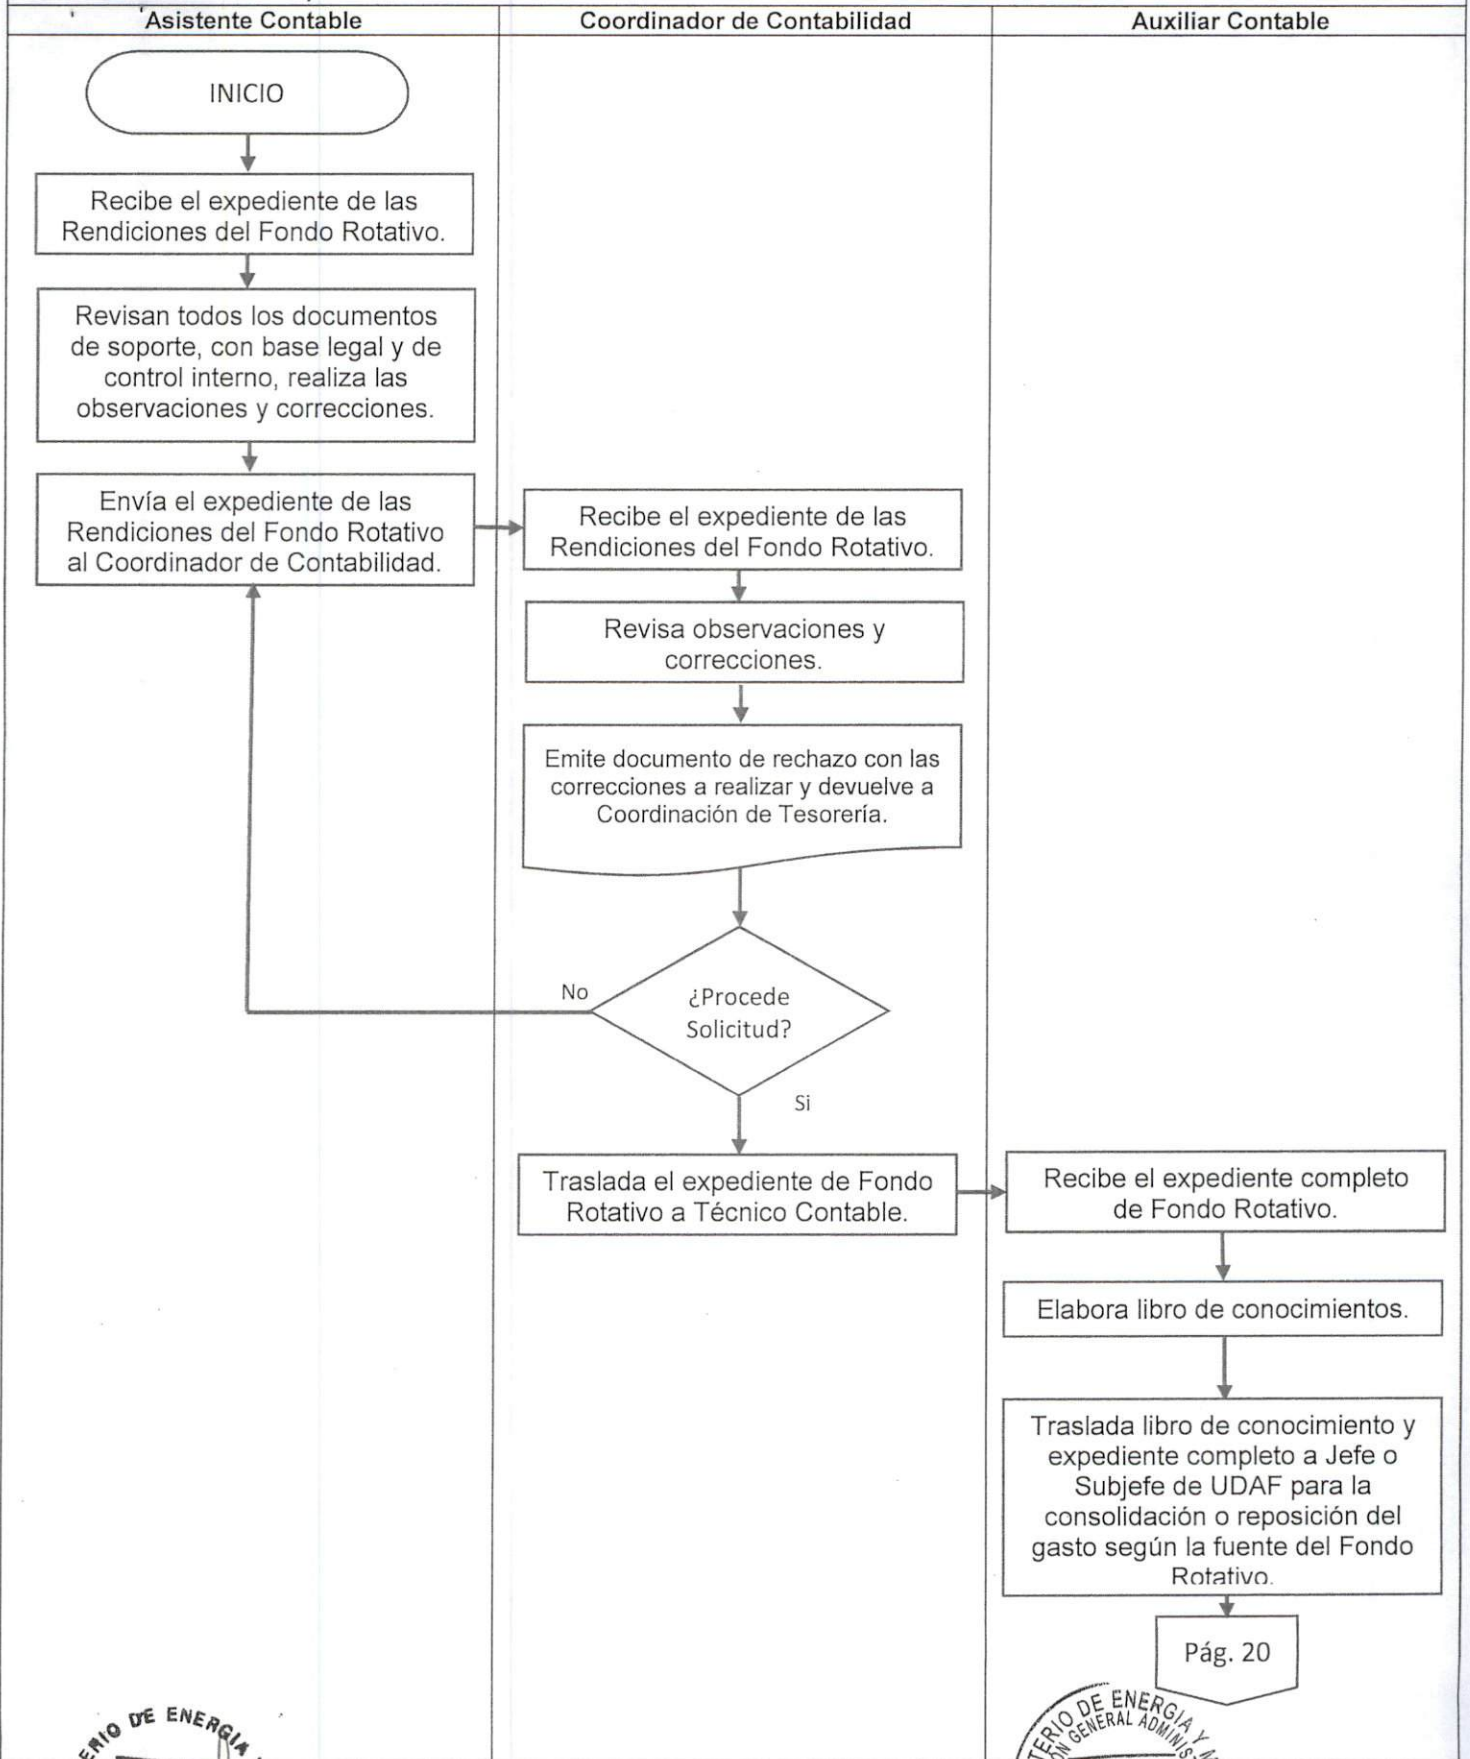 Asistente Contable
Coordinador de Contabilidad
Auxiliar Contable
INICIO
Recibe el expediente de las
Rendiciones del Fondo Rotativo.
Revisan todos los documentos
de soporte, con base legal y de
control interno, realiza las
observaciones y correcciones.
Envía el expediente de las
Rendiciones del Fondo Rotativo
al Coordinador de Contabilidad.
Recibe el expediente de las
Rendiciones del Fondo Rotativo.
Revisa observaciones y
correcciones.
Emite documento de rechazo con las
correcciones a realizar y devuelve a
Coordinación de Tesorería.
¿Procede
Solicitud?
No
Si
Traslada el expediente de Fondo
Rotativo a Técnico Contable.
Recibe el expediente completo
de Fondo Rotativo.
Elabora libro de conocimientos.
Traslada libro de conocimiento y
expediente completo a Jefe o
Subjefe de UDAF para la
consolidación o reposición del
gasto según la fuente del Fondo
Rotativo.
Pág. 20
DE ENERGIA
DE ENERGIA Y
GENERAL